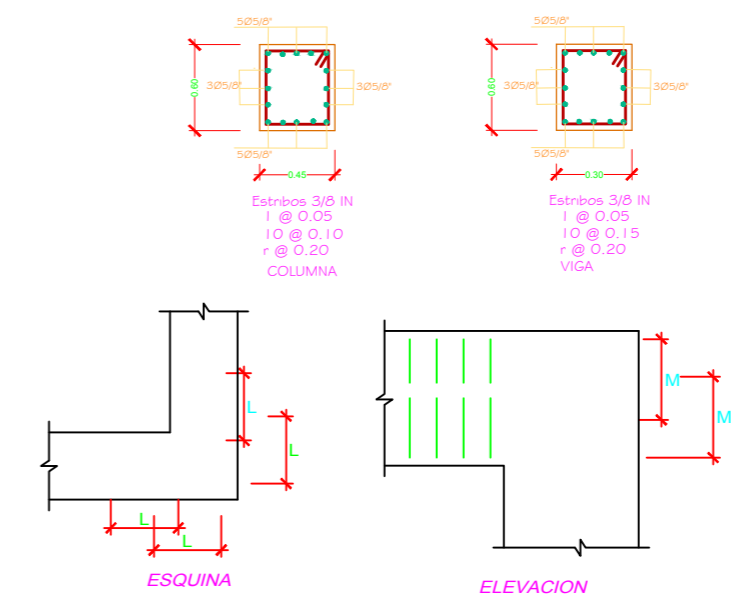 5Ø5/8"
0.60
3Ø5/8"
3Ø5/8"
5Ø5/8"
0.45
Estribos 3/8 IN
1 @ 0.05
10 @ 0.10
r @ 0.20
COLUMNA
5Ø5/8"
0.60
3Ø5/8"
3Ø5/8"
5Ø5/8"
0.30
Estribos 3/8 IN
1 @ 0.05
10 @ 0.15
r @ 0.20
VIGA
L
L
L
L
ESQUINA
M
M
ELEVACION